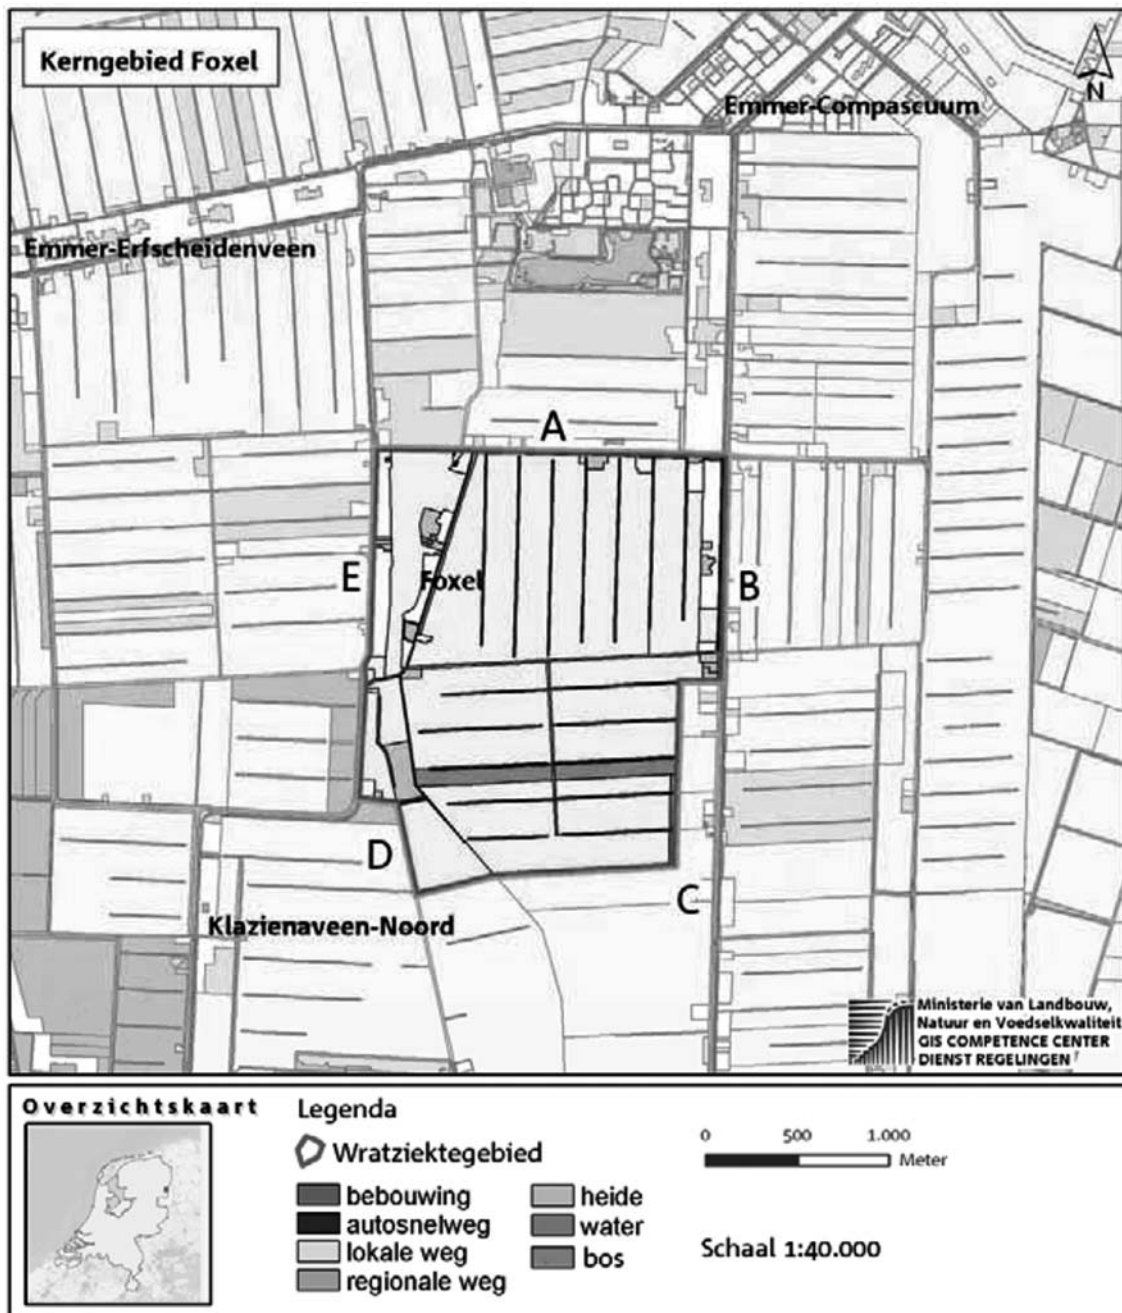 Kerngebied Foxel
N
Emmer-Compascuum
Emmer-Erfscheidenveen
A
E
Foxel
B
D
C
Klazienaveen-Noord
Ministerie van Landbouw,
Natuur en Voedselkwaliteit
GIS COMPETENCE CENTER
DIENST REGELINGEN
Overzichtskaart
Legenda
Wratziektegebied
bebouwing
autosnelweg
lokale weg
regionale weg
heide
water
bos
0 500 1.000
Meter
Schaal 1:40.000